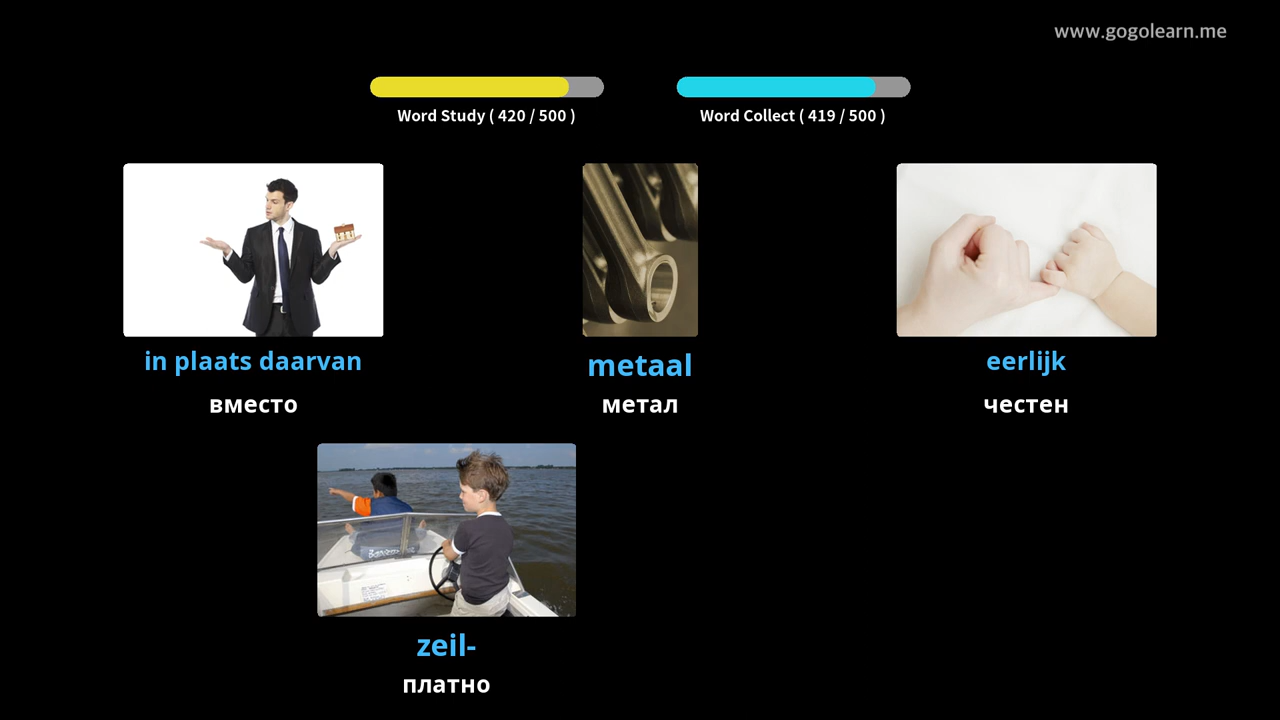 www.gogolearn.me
Word Study ( 420 / 500 )
Word Collect ( 419 / 500 )
in plaats daarvan
вместо
metaal
метал
eerlijk
честен
zeil-
платно